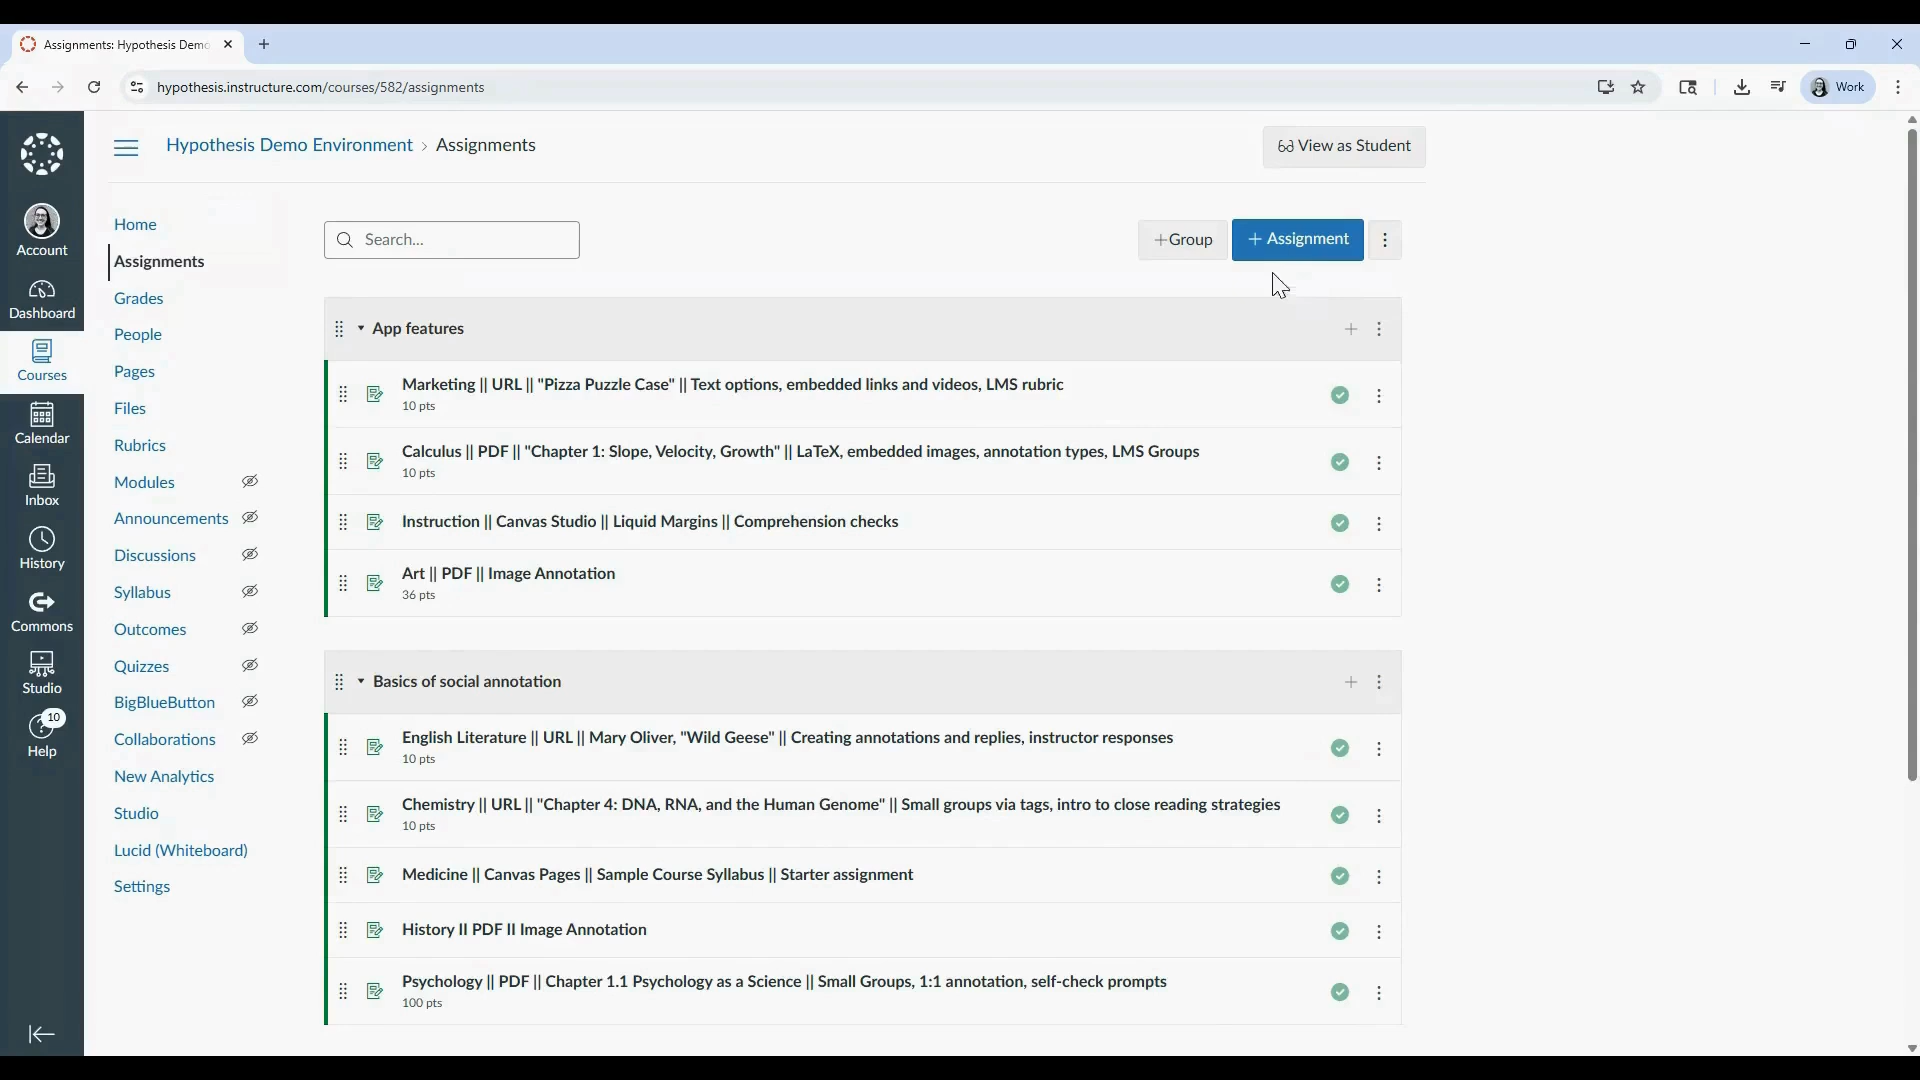 Assignments: Hypothesis Demo
hypothesis.instructure.com/courses/582/assignments
Work
Hypothesis Demo Environment › Assignments
View as Student
Account
Dashboard
Courses
Calendar
Inbox
History
Commons
Studio
10
Help
Home
Assignments
Grades
People
Pages
Files
Rubrics
Modules
Announcements
Discussions
Syllabus
Outcomes
Quizzes
BigBlueButton
Collaborations
New Analytics
Studio
Lucid (Whiteboard)
Settings
Search...
+Group
+ Assignment
App features
Marketing || URL || "Pizza Puzzle Case" || Text options, embedded links and videos, LMS rubric
10 pts
Calculus || PDF || "Chapter 1: Slope, Velocity, Growth" || LaTeX, embedded images, annotation types, LMS Groups
10 pts
Instruction || Canvas Studio || Liquid Margins || Comprehension checks
Art || PDF || Image Annotation
36 pts
Basics of social annotation
English Literature || URL || Mary Oliver, "Wild Geese" || Creating annotations and replies, instructor responses
10 pts
Chemistry || URL || "Chapter 4: DNA, RNA, and the Human Genome" || Small groups via tags, intro to close reading strategies
10 pts
Medicine || Canvas Pages || Sample Course Syllabus || Starter assignment
History II PDF II Image Annotation
Psychology || PDF || Chapter 1.1 Psychology as a Science || Small Groups, 1:1 annotation, self-check prompts
100 pts